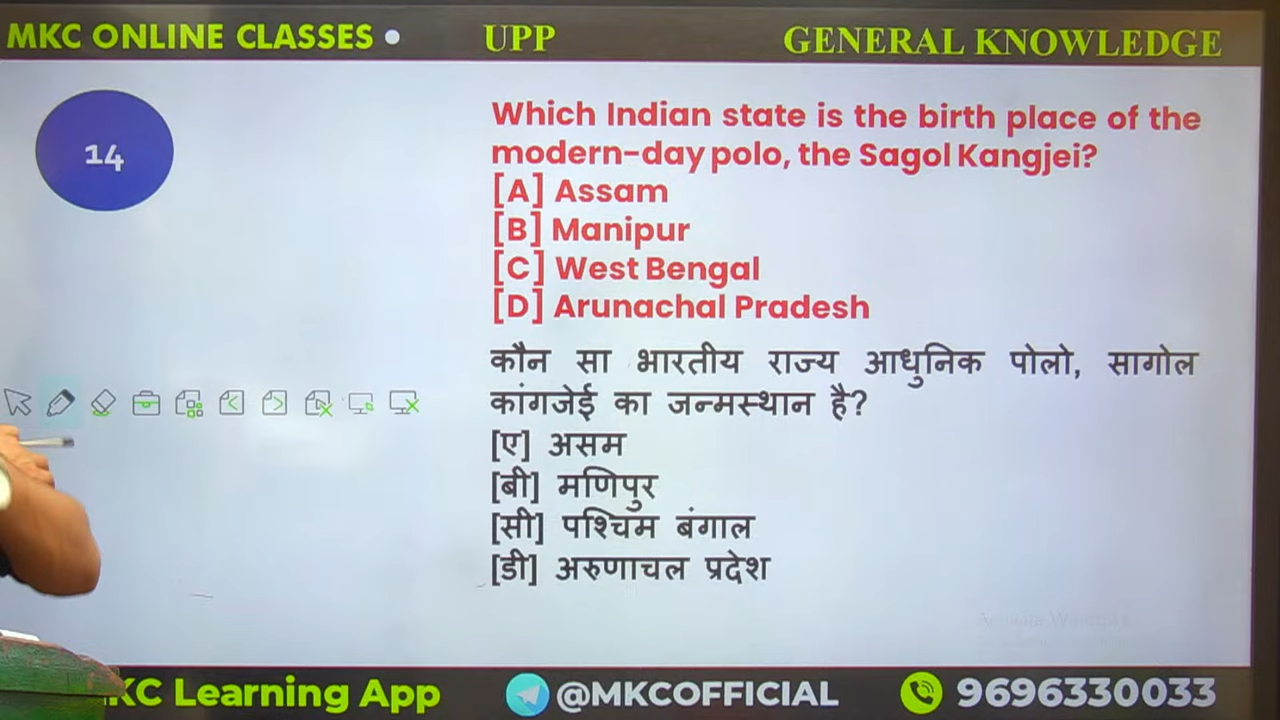 MKC ONLINE CLASSES
UPP
GENERAL KNOWLEDGE
14
Which Indian state is the birth place of the
modern-day polo, the Sagol Kangjei?
[A] Assam
[B] Manipur
[C] West Bengal
[D] Arunachal Pradesh
कौन सा भारतीय राज्य आधुनिक पोलो, सागोल
कांगजेई का जन्मस्थान है?
[ए] असम
[बी] मणिपुर
[सी] पश्चिम बंगाल
[डी] अरुणाचल प्रदेश
Activate Windows
KC Learning App
@MKCOFFICIAL
9696330033